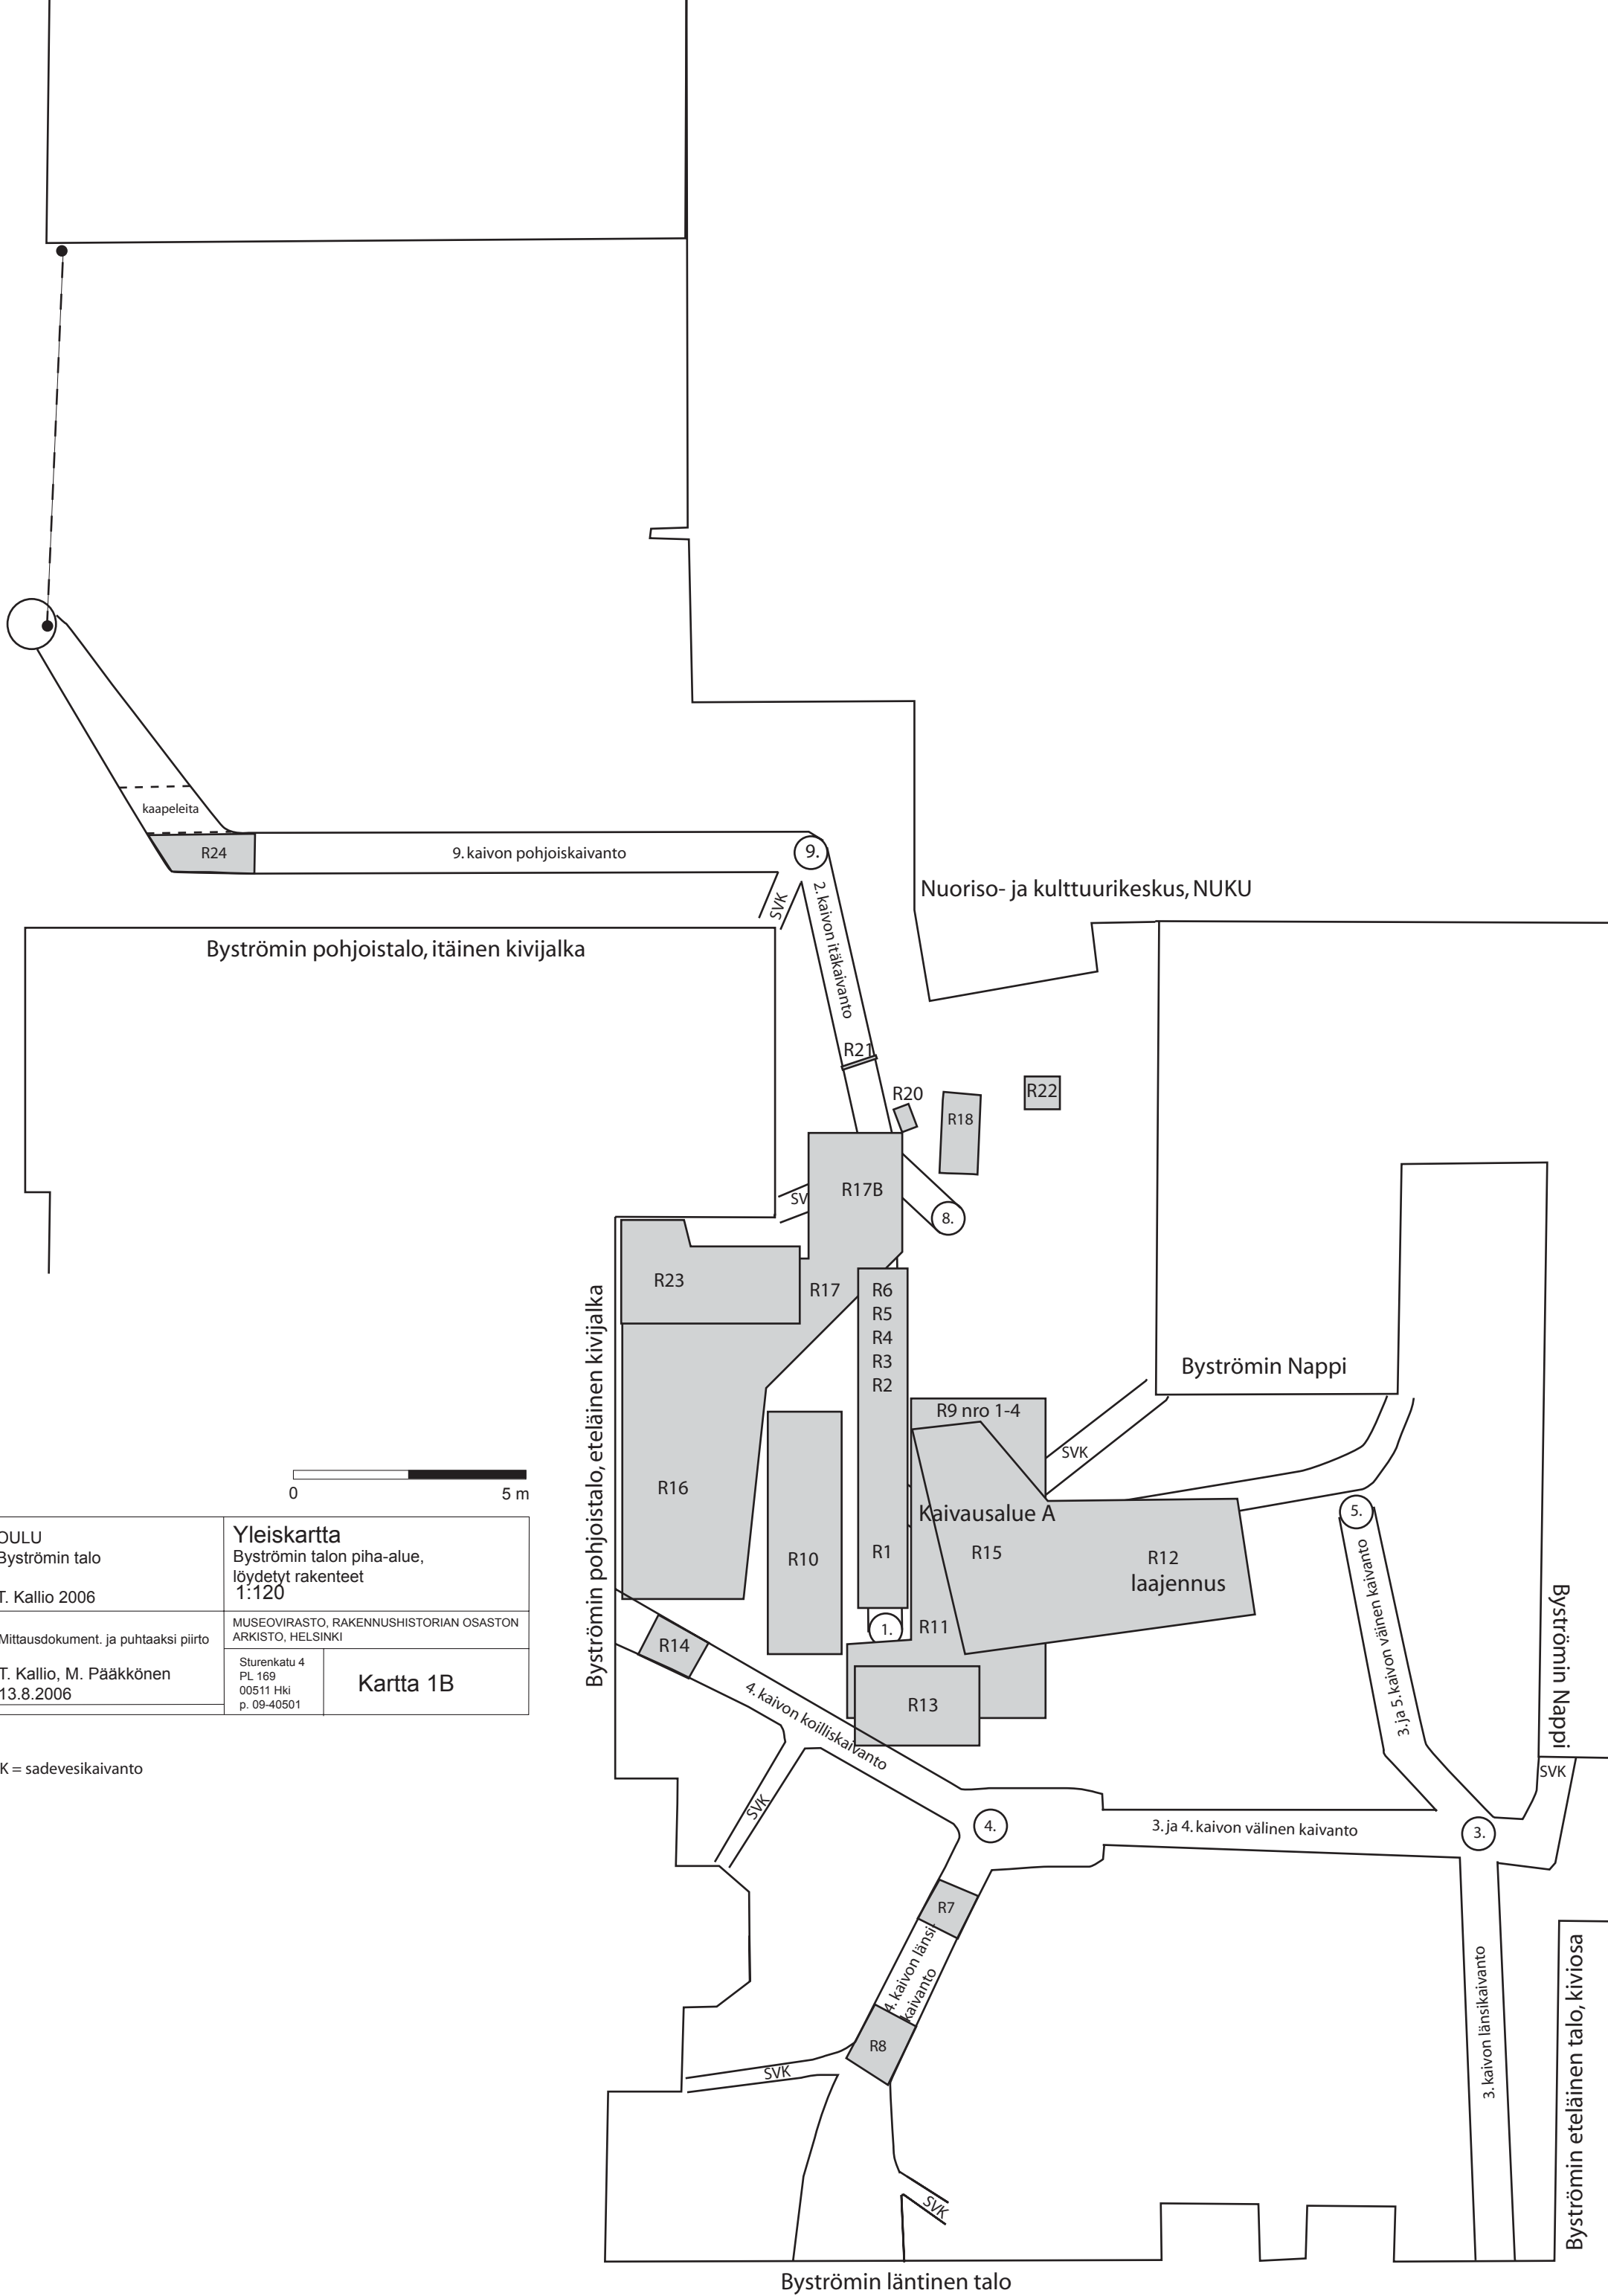 kaapeleita
R24
9. kaivon pohjoiskaivanto
9.
SVK
2. kaivon itäkaivanto
Nuoriso- ja kulttuurikeskus, NUKU
Byströmin pohjoistalo, itäinen kivijalka
R21
R20
R18
R22
R17B
SV
8.
R23
R17
R6
R5
R4
R3
R2
Byströmin pohjoistalo, eteläinen kivijalka
Byströmin Nappi
R9 nro 1-4
SVK
R16
Kaivausalue A
5.
R10
R1
R15
R12
laajennus
1.
R11
3. ja 5. kaivon välinen kaivanto
Byströmin Nappi
R14
R13
4. kaivon koilliskaivanto
SVK
SVK
4.
3. ja 4. kaivon välinen kaivanto
3.
R7
4. kaivon länsi-
kaivanto
R8
SVK
3. kaivon länsikaivanto
Byströmin eteläinen talo, kiviosa
SVK
Byströmin läntinen talo
0
5 m
OULU
Byströmin talo
T. Kallio 2006
Yleiskartta
Byströmin talon piha-alue,
löydetyt rakenteet
1:120
Mittausdokument. ja puhtaaksi piirto
T. Kallio, M. Pääkkönen
13.8.2006
MUSEOVIRASTO, RAKENNUSHISTORIAN OSASTON
ARKISTO, HELSINKI
Sturenkatu 4
PL 169
00511 Hki
p. 09-40501
Kartta 1B
K = sadevesikaivanto